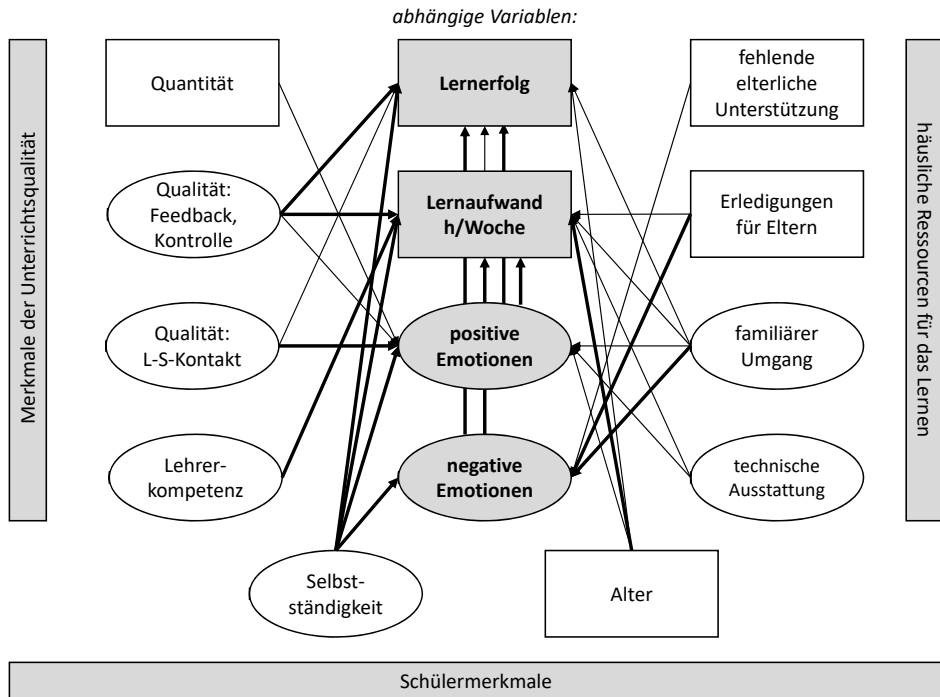 abhängige Variablen:
Merkmale der Unterrichtsqualität
Quantität
Qualität:
Feedback,
Kontrolle
Qualität:
L-S-Kontakt
Lehrer-
kompetenz
Selbst-
ständigkeit
Lernerfolg
Lernaufwand
h/Woche
positive
Emotionen
negative
Emotionen
fehlende
elterliche
Unterstützung
Erledigungen
für Eltern
familiärer
Umgang
technische
Ausstattung
Alter
häusliche Ressourcen für das Lernen
Schülermerkmale